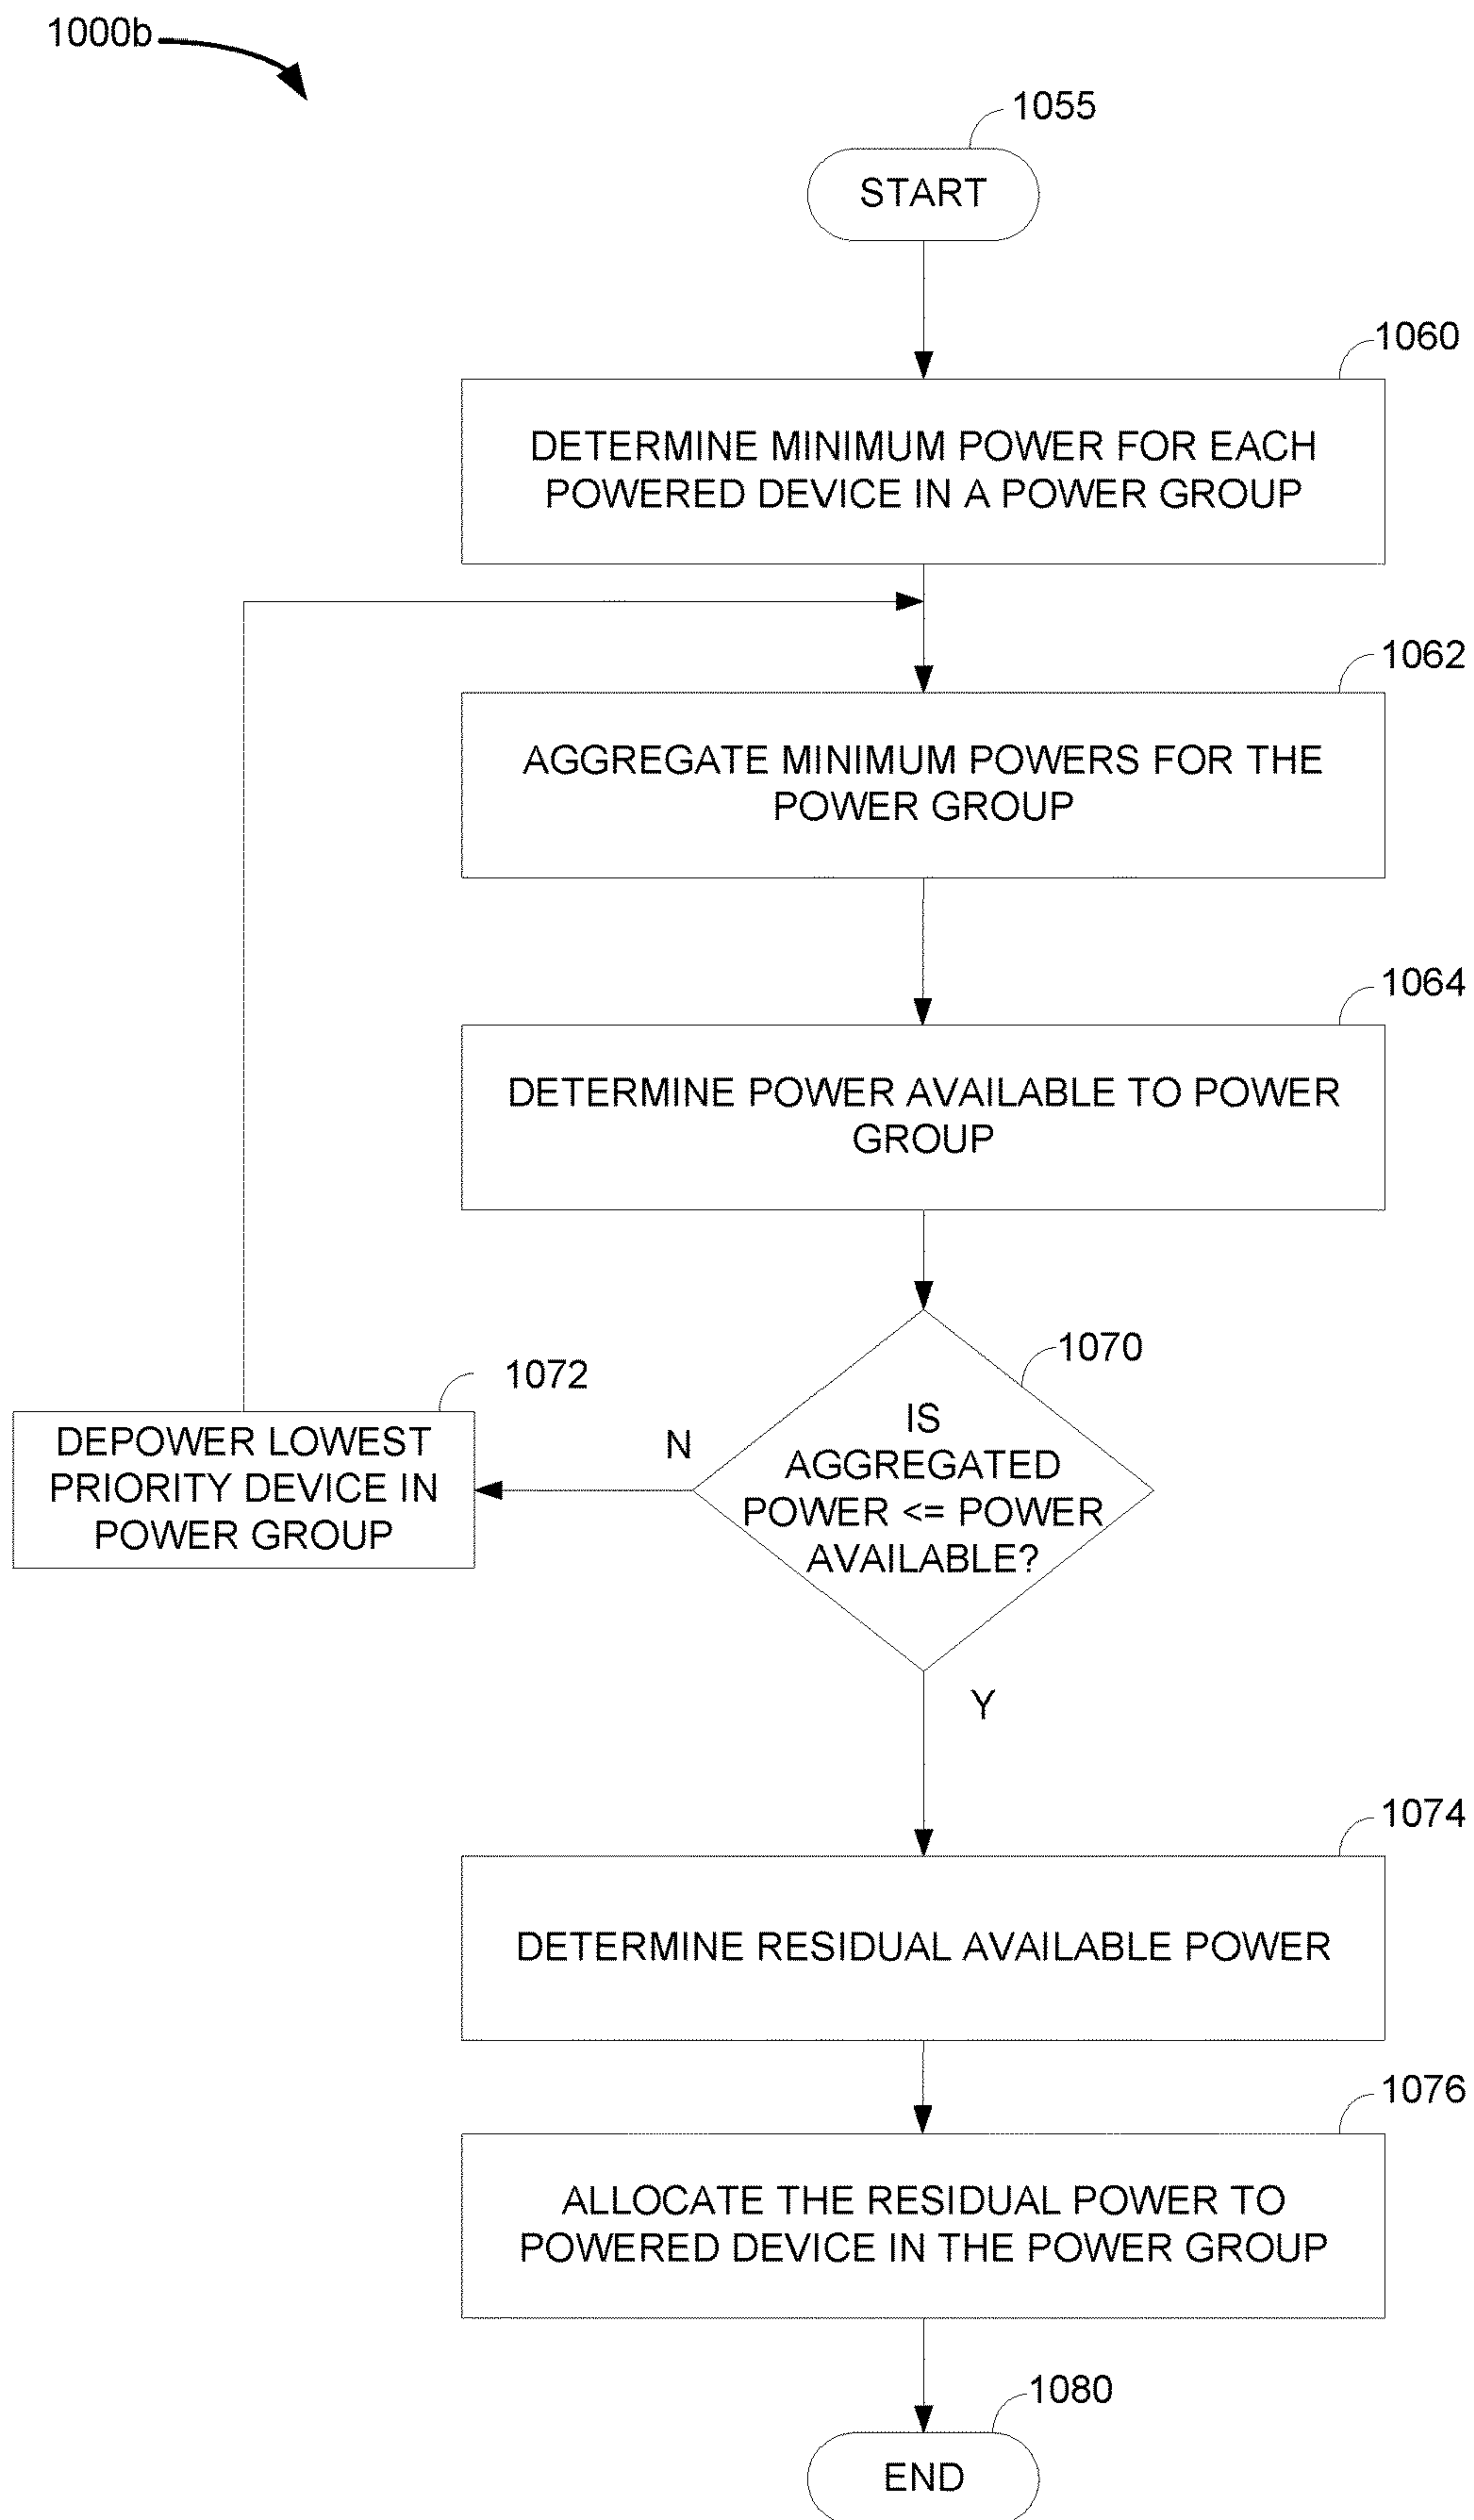 1000b
1055
START
1060
DETERMINE MINIMUM POWER FOR EACH
POWERED DEVICE IN A POWER GROUP
1062
AGGREGATE MINIMUM POWERS FOR THE
POWER GROUP
1064
DETERMINE POWER AVAILABLE TO POWER
GROUP
1070
IS
AGGREGATED
POWER <= POWER
AVAILABLE?
N
1072
DEPOWER LOWEST
PRIORITY DEVICE IN
POWER GROUP
Y
1074
DETERMINE RESIDUAL AVAILABLE POWER
1076
ALLOCATE THE RESIDUAL POWER TO
POWERED DEVICE IN THE POWER GROUP
1080
END